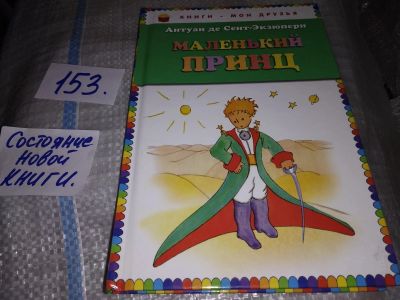 КНИГИ - МОИ ДРУЗЬЯ
Антуан де Сент-Экзюпери
МАЛЕНЬКИЙ
ПРИНЦ
153.
Состояние
новой
книги.